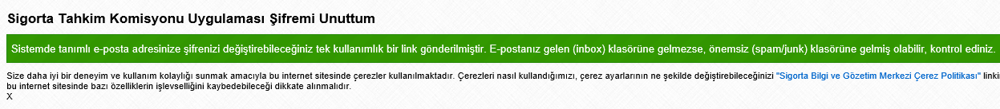 Sigorta Tahkim Komisyonu Uygulaması Şifremi Unuttum
Sistemde tanımlı e-posta adresinize şifrenizi değiştirebileceğiniz tek kullanımlık bir link gönderilmiştir. E-postanız gelen (inbox) klasörüne gelmezse, önemsiz (spam/junk) klasörüne gelmiş olabilir, kontrol ediniz.
Size daha iyi bir deneyim ve kullanım kolaylığı sunmak amacıyla bu internet sitesinde çerezler kullanılmaktadır. Çerezleri nasıl kullandığımızı, çerez ayarlarının ne şekilde değiştirebileceğinizi "Sigorta Bilgi ve Gözetim Merkezi Çerez Politikası"
bu internet sitesinde bazı özelliklerin işlevselliğini kaybedebileceği dikkate alınmalıdır.
X